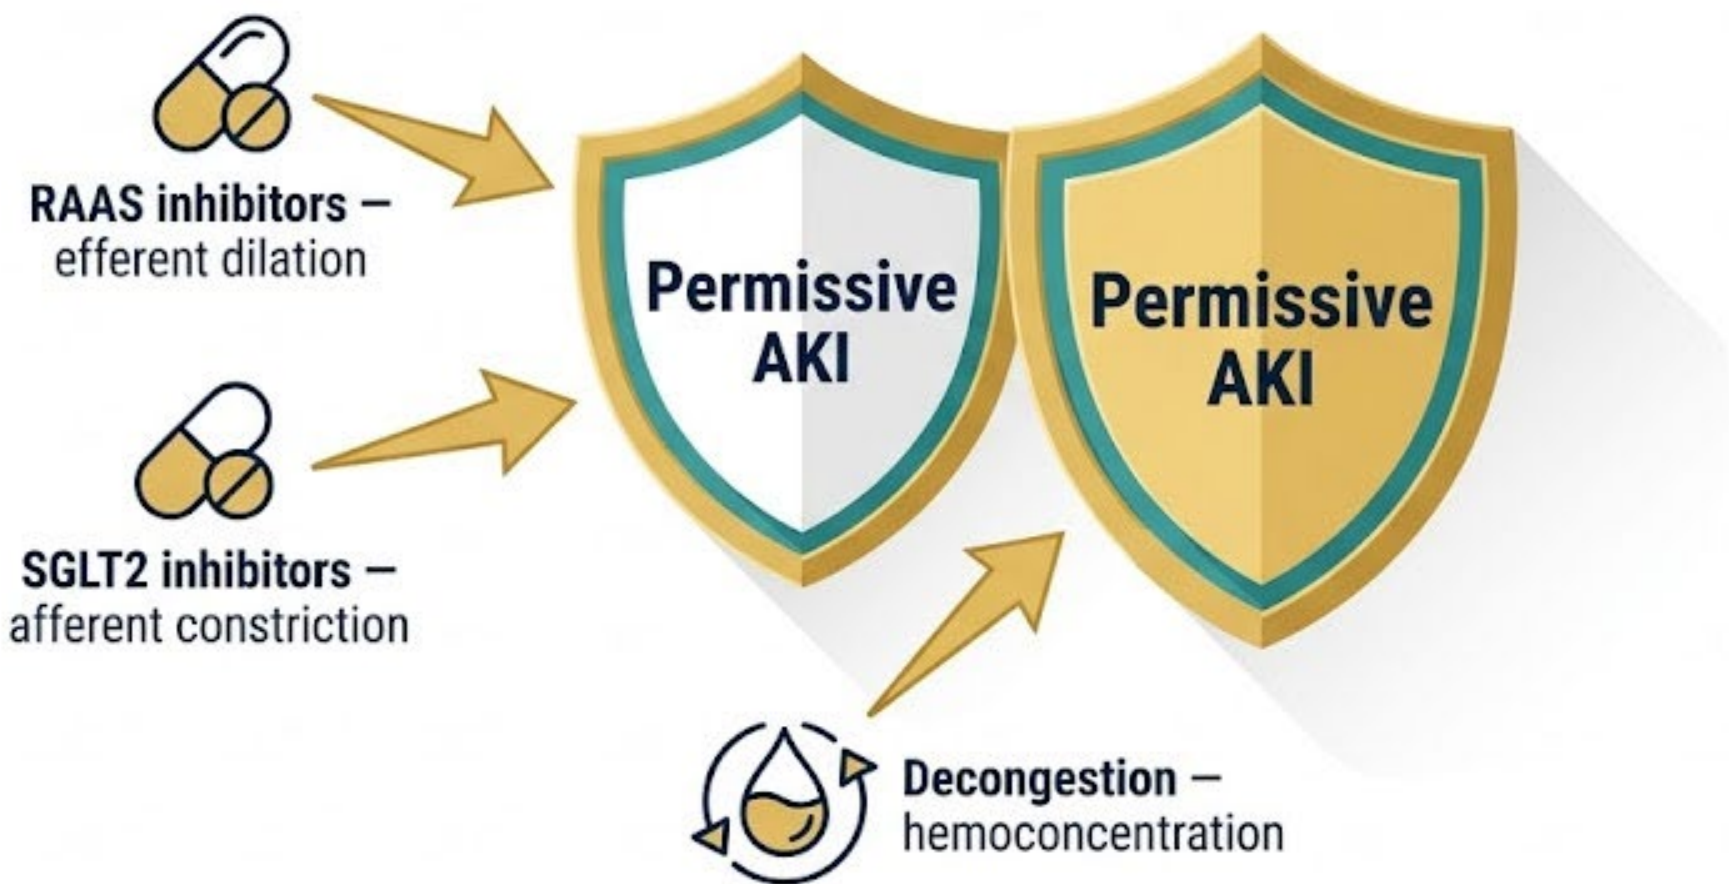 RAAS inhibitors –
efferent dilation
Permissive
AKI
Permissive
AKI
SGLT2 inhibitors –
afferent constriction
Decongestion –
hemoconcentration